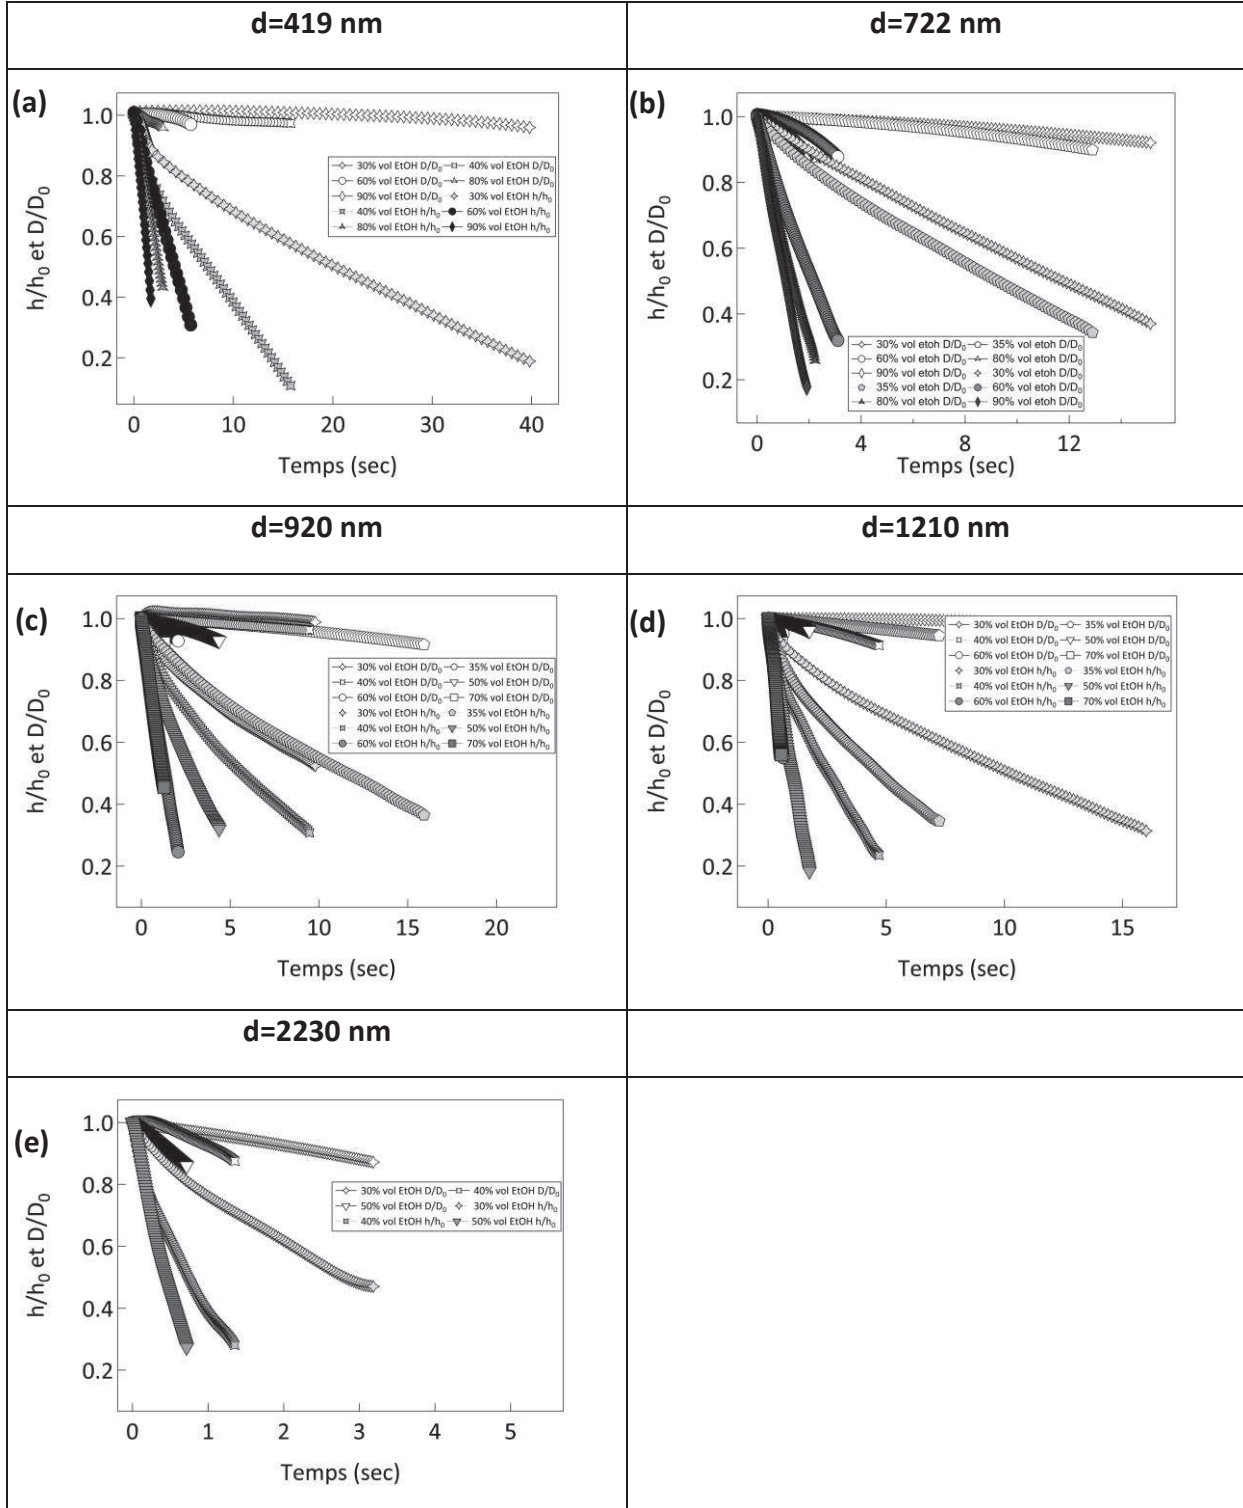 d=419 nm
d=722 nm
(a)
h/h₀ et D/D₀
1.0
0.8
0.6
0.4
0.2
30% vol EtOH D/D₀ 40% vol EtOH D/D₀
60% vol EtOH D/D₀ 80% vol EtOH D/D₀
90% vol EtOH D/D₀ 30% vol EtOH h/h₀
40% vol EtOH h/h₀ 60% vol EtOH h/h₀
80% vol EtOH h/h₀ 90% vol EtOH h/h₀
0 10 20 30 40
Temps (sec)
(b)
h/h₀ et D/D₀
1.0
0.8
0.6
0.4
0.2
30% vol etoh D/D₀ 35% vol etoh D/D₀
60% vol etoh D/D₀ 80% vol etoh D/D₀
90% vol etoh D/D₀ 30% vol etoh D/D₀
35% vol etoh D/D₀ 60% vol etoh D/D₀
80% vol etoh D/D₀ 90% vol etoh D/D₀
0 4 8 12
Temps (sec)
d=920 nm
d=1210 nm
(c)
h/h₀ et D/D₀
1.0
0.8
0.6
0.4
0.2
30% vol EtOH D/D₀ 35% vol EtOH D/D₀
40% vol EtOH D/D₀ 50% vol EtOH D/D₀
60% vol EtOH D/D₀ 70% vol EtOH D/D₀
30% vol EtOH h/h₀ 35% vol EtOH h/h₀
40% vol EtOH h/h₀ 50% vol EtOH h/h₀
60% vol EtOH h/h₀ 70% vol EtOH h/h₀
0 5 10 15 20
Temps (sec)
(d)
h/h₀ et D/D₀
1.0
0.8
0.6
0.4
0.2
30% vol EtOH D/D₀ 35% vol EtOH D/D₀
40% vol EtOH D/D₀ 50% vol EtOH D/D₀
60% vol EtOH D/D₀ 70% vol EtOH D/D₀
30% vol EtOH h/h₀ 35% vol EtOH h/h₀
40% vol EtOH h/h₀ 50% vol EtOH h/h₀
60% vol EtOH h/h₀ 70% vol EtOH h/h₀
0 5 10 15
Temps (sec)
d=2230 nm
(e)
h/h₀ et D/D₀
1.0
0.8
0.6
0.4
0.2
30% vol EtOH D/D₀ 40% vol EtOH D/D₀
50% vol EtOH D/D₀ 30% vol EtOH h/h₀
40% vol EtOH h/h₀ 50% vol EtOH h/h₀
0 1 2 3 4 5
Temps (sec)